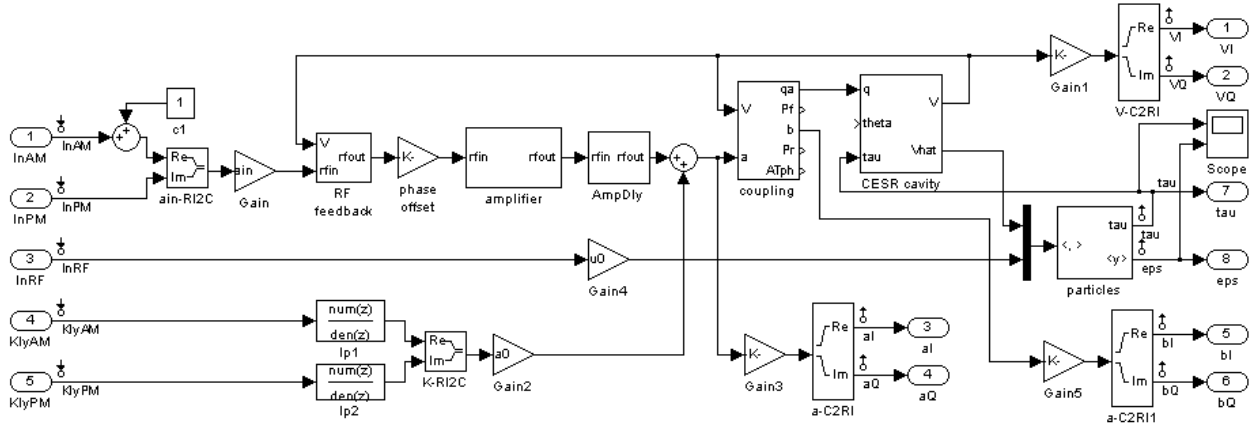 1
InAM
InAM
1
c1
2
InPM
InPM
Re
Im
ain-RI2C
ain
Gain
V
rfin
rfout
RF
feedback
K-
phase
offset
rfin
rfout
amplifier
rfin
rfout
AmpDly
V
a
qa
Pf
b
Pr
ATph
coupling
q
theta
tau
V
Vhat
CESR cavity
K-
Gain1
Re
Im
V-C2RI
VI
VQ
1
VI
2
VQ
Scope
tau
7
tau
3
InRF
InRF
u0
Gain4
<,>
tau
<y>
particles
tau
eps
8
eps
4
KlyAM
KlyAM
5
KlyPM
KlyPM
num(z)
den(z)
lp1
num(z)
den(z)
lp2
Re
Im
K-RI2C
a0
Gain2
K-
Gain3
Re
Im
a-C2RI
aI
aQ
3
aI
4
aQ
K-
Gain5
Re
Im
a-C2RI1
bI
bQ
5
bI
6
bQ